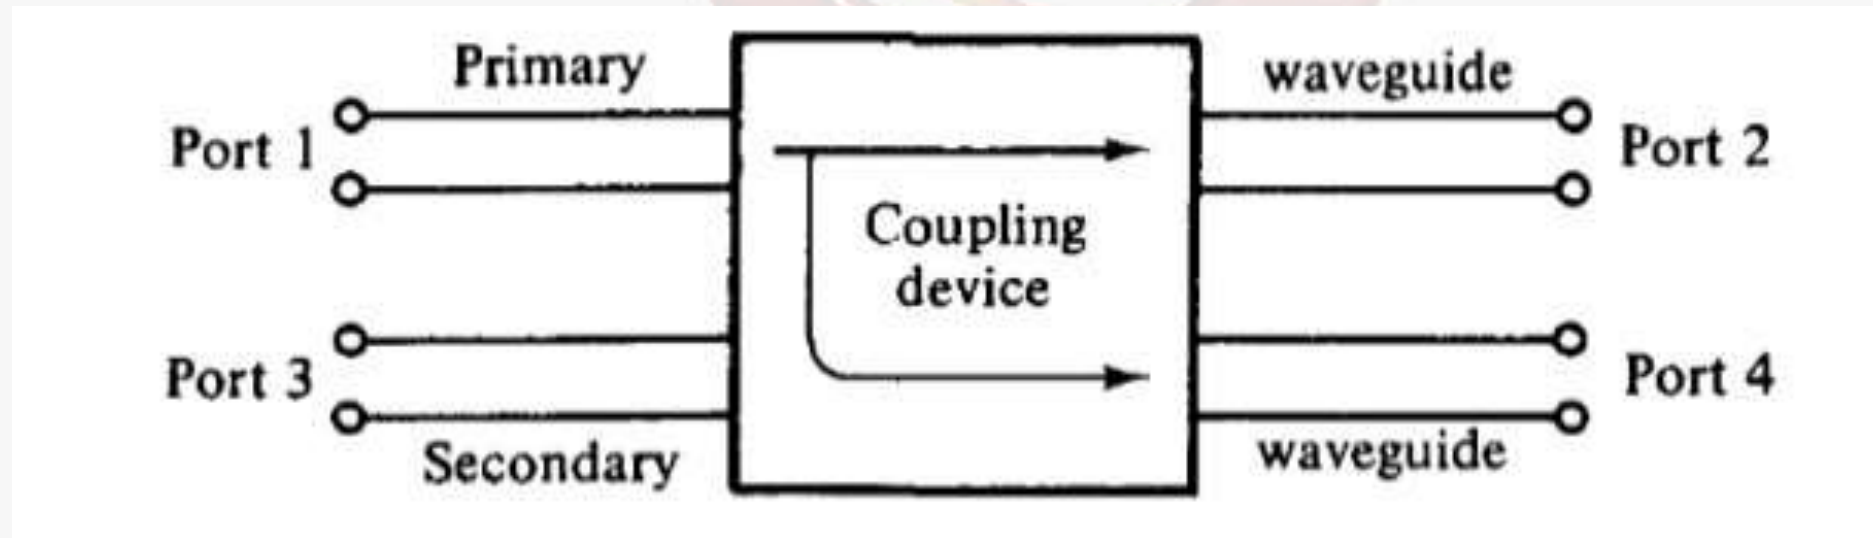 Primary
waveguide
Port 1
Port 2
Coupling
device
Port 3
Port 4
Secondary
waveguide